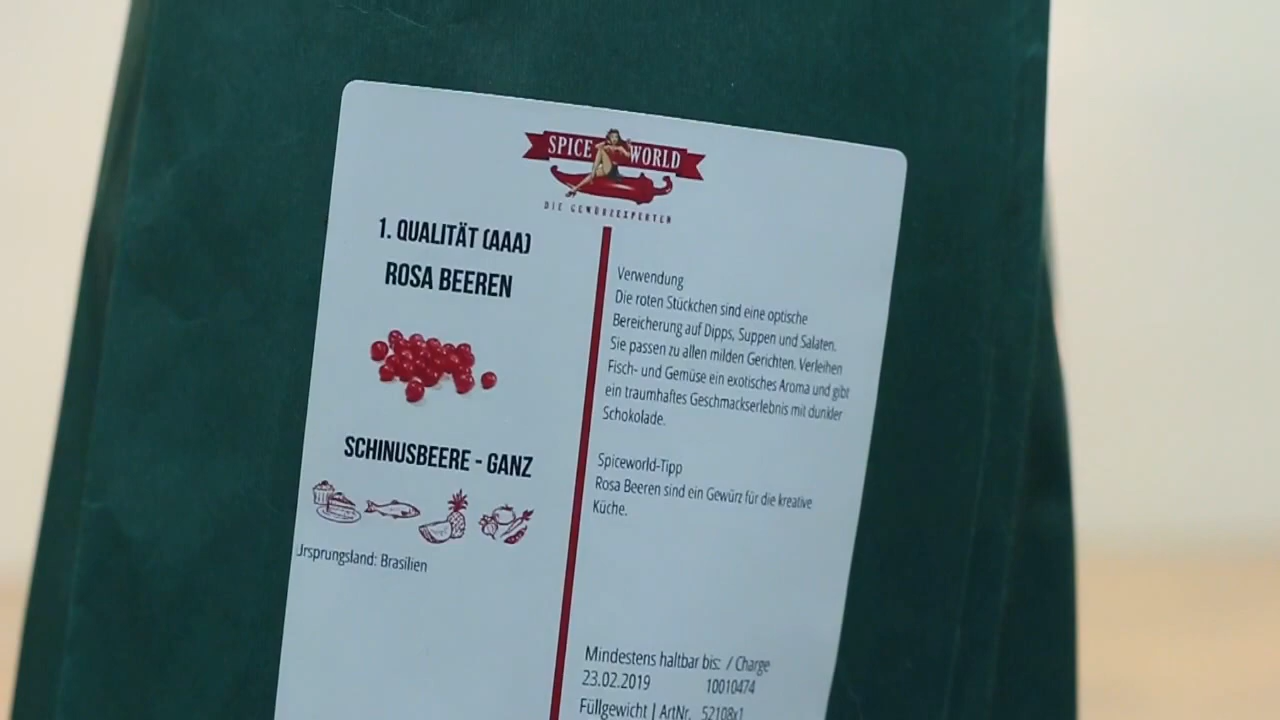 SPICE WORLD
DIE GEWÜRZEXPERTEN
1. QUALITÄT (AAA)
ROSA BEEREN
SCHINUSBEERE - GANZ
Ursprungsland: Brasilien
Verwendung
Die roten Stückchen sind eine optische
Bereicherung auf Dipps, Suppen und Salaten.
Sie passen zu allen milden Gerichten. Verleihen
Fisch- und Gemüse ein exotisches Aroma und gibt
ein traumhaftes Geschmackserlebnis mit dunkler
Schokolade.
Spiceworld-Tipp
Rosa Beeren sind ein Gewürz für die kreative
Küche.
Mindestens haltbar bis: / Charge
23.02.2019 10010474
Füllgewicht | ArtNr. 52108x1